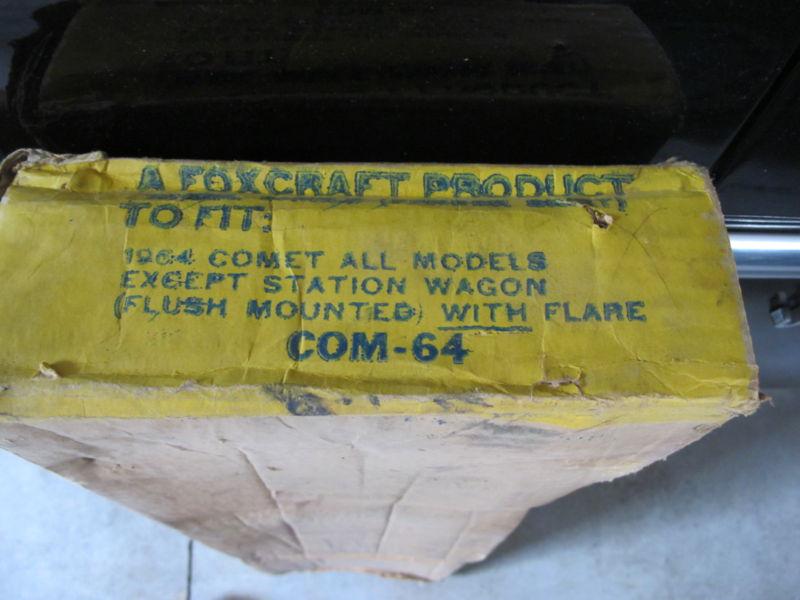 A FOXCRAFT PRODUCT
TO FIT:
1964 COMET ALL MODELS
EXCEPT STATION WAGON
(FLUSH MOUNTED) WITH FLARE
COM-64